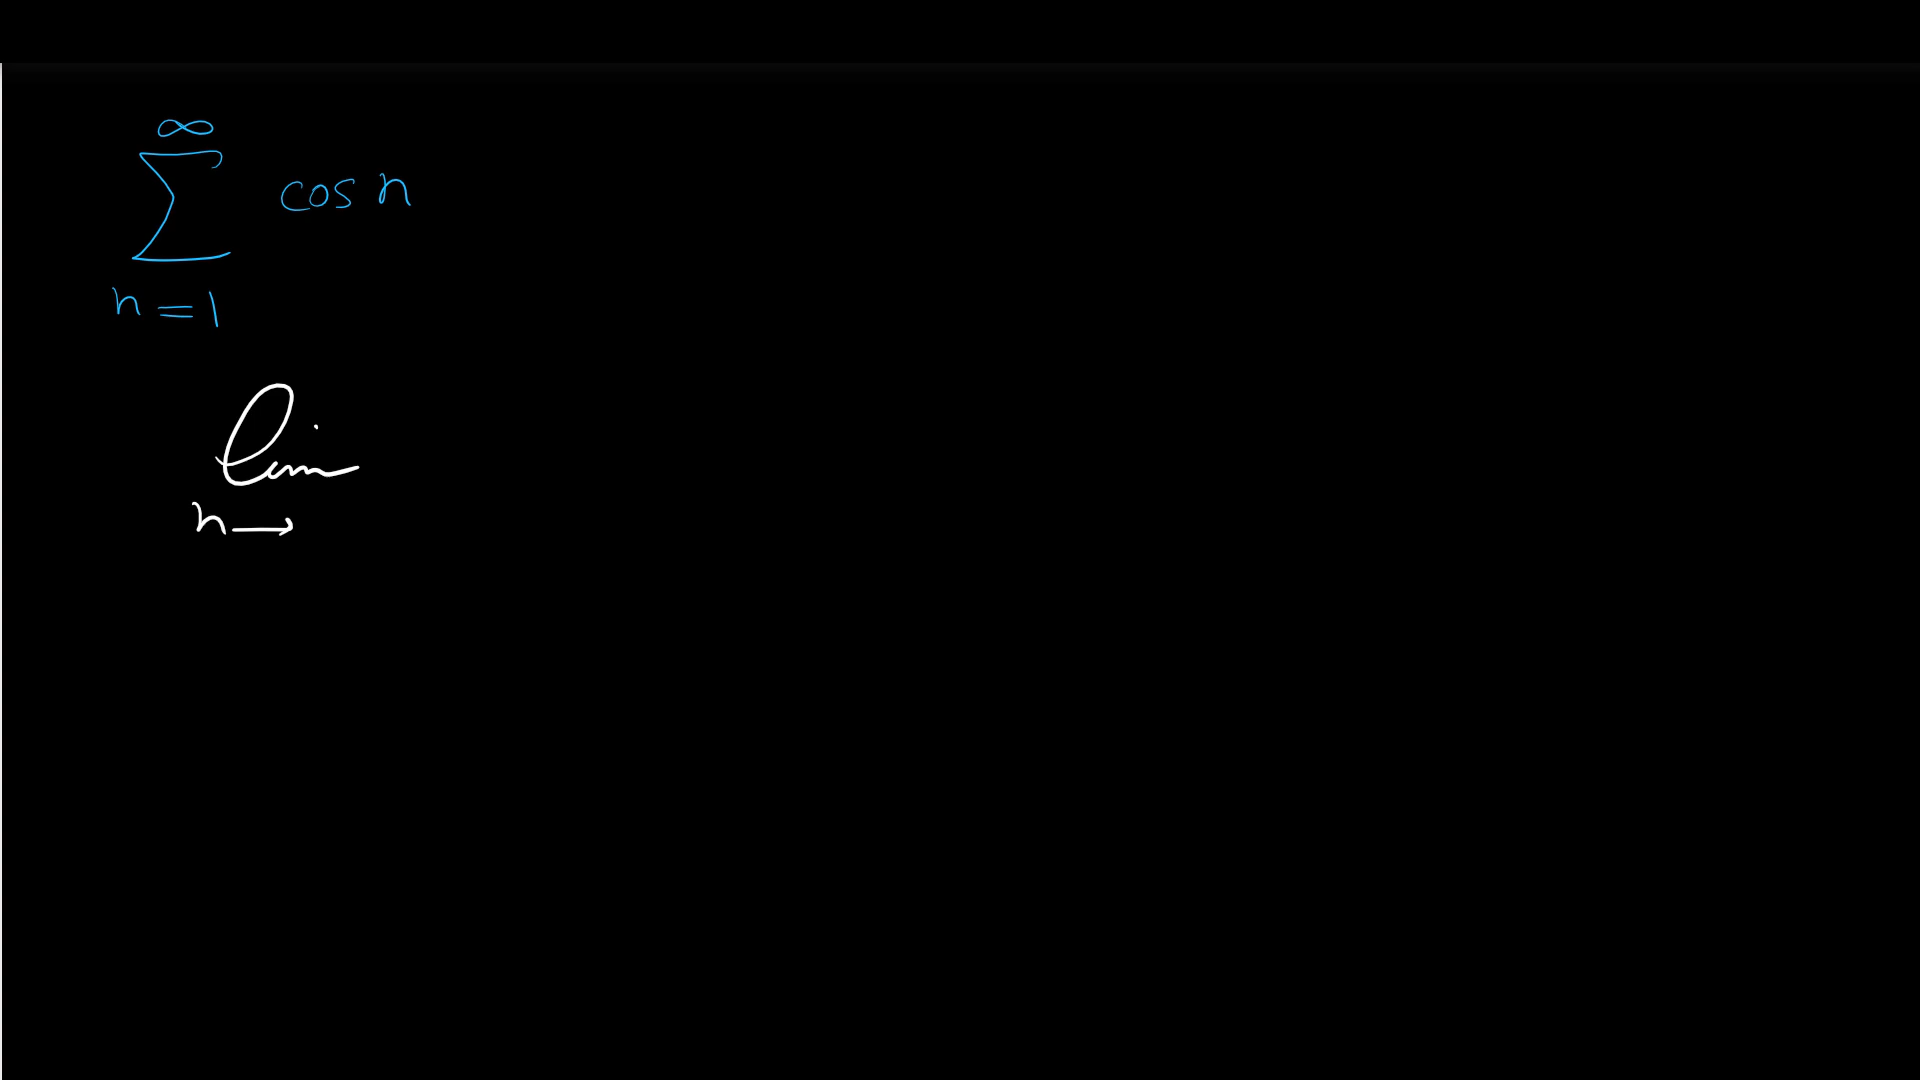 ∞
∑ cos n
n = 1
lim
n →